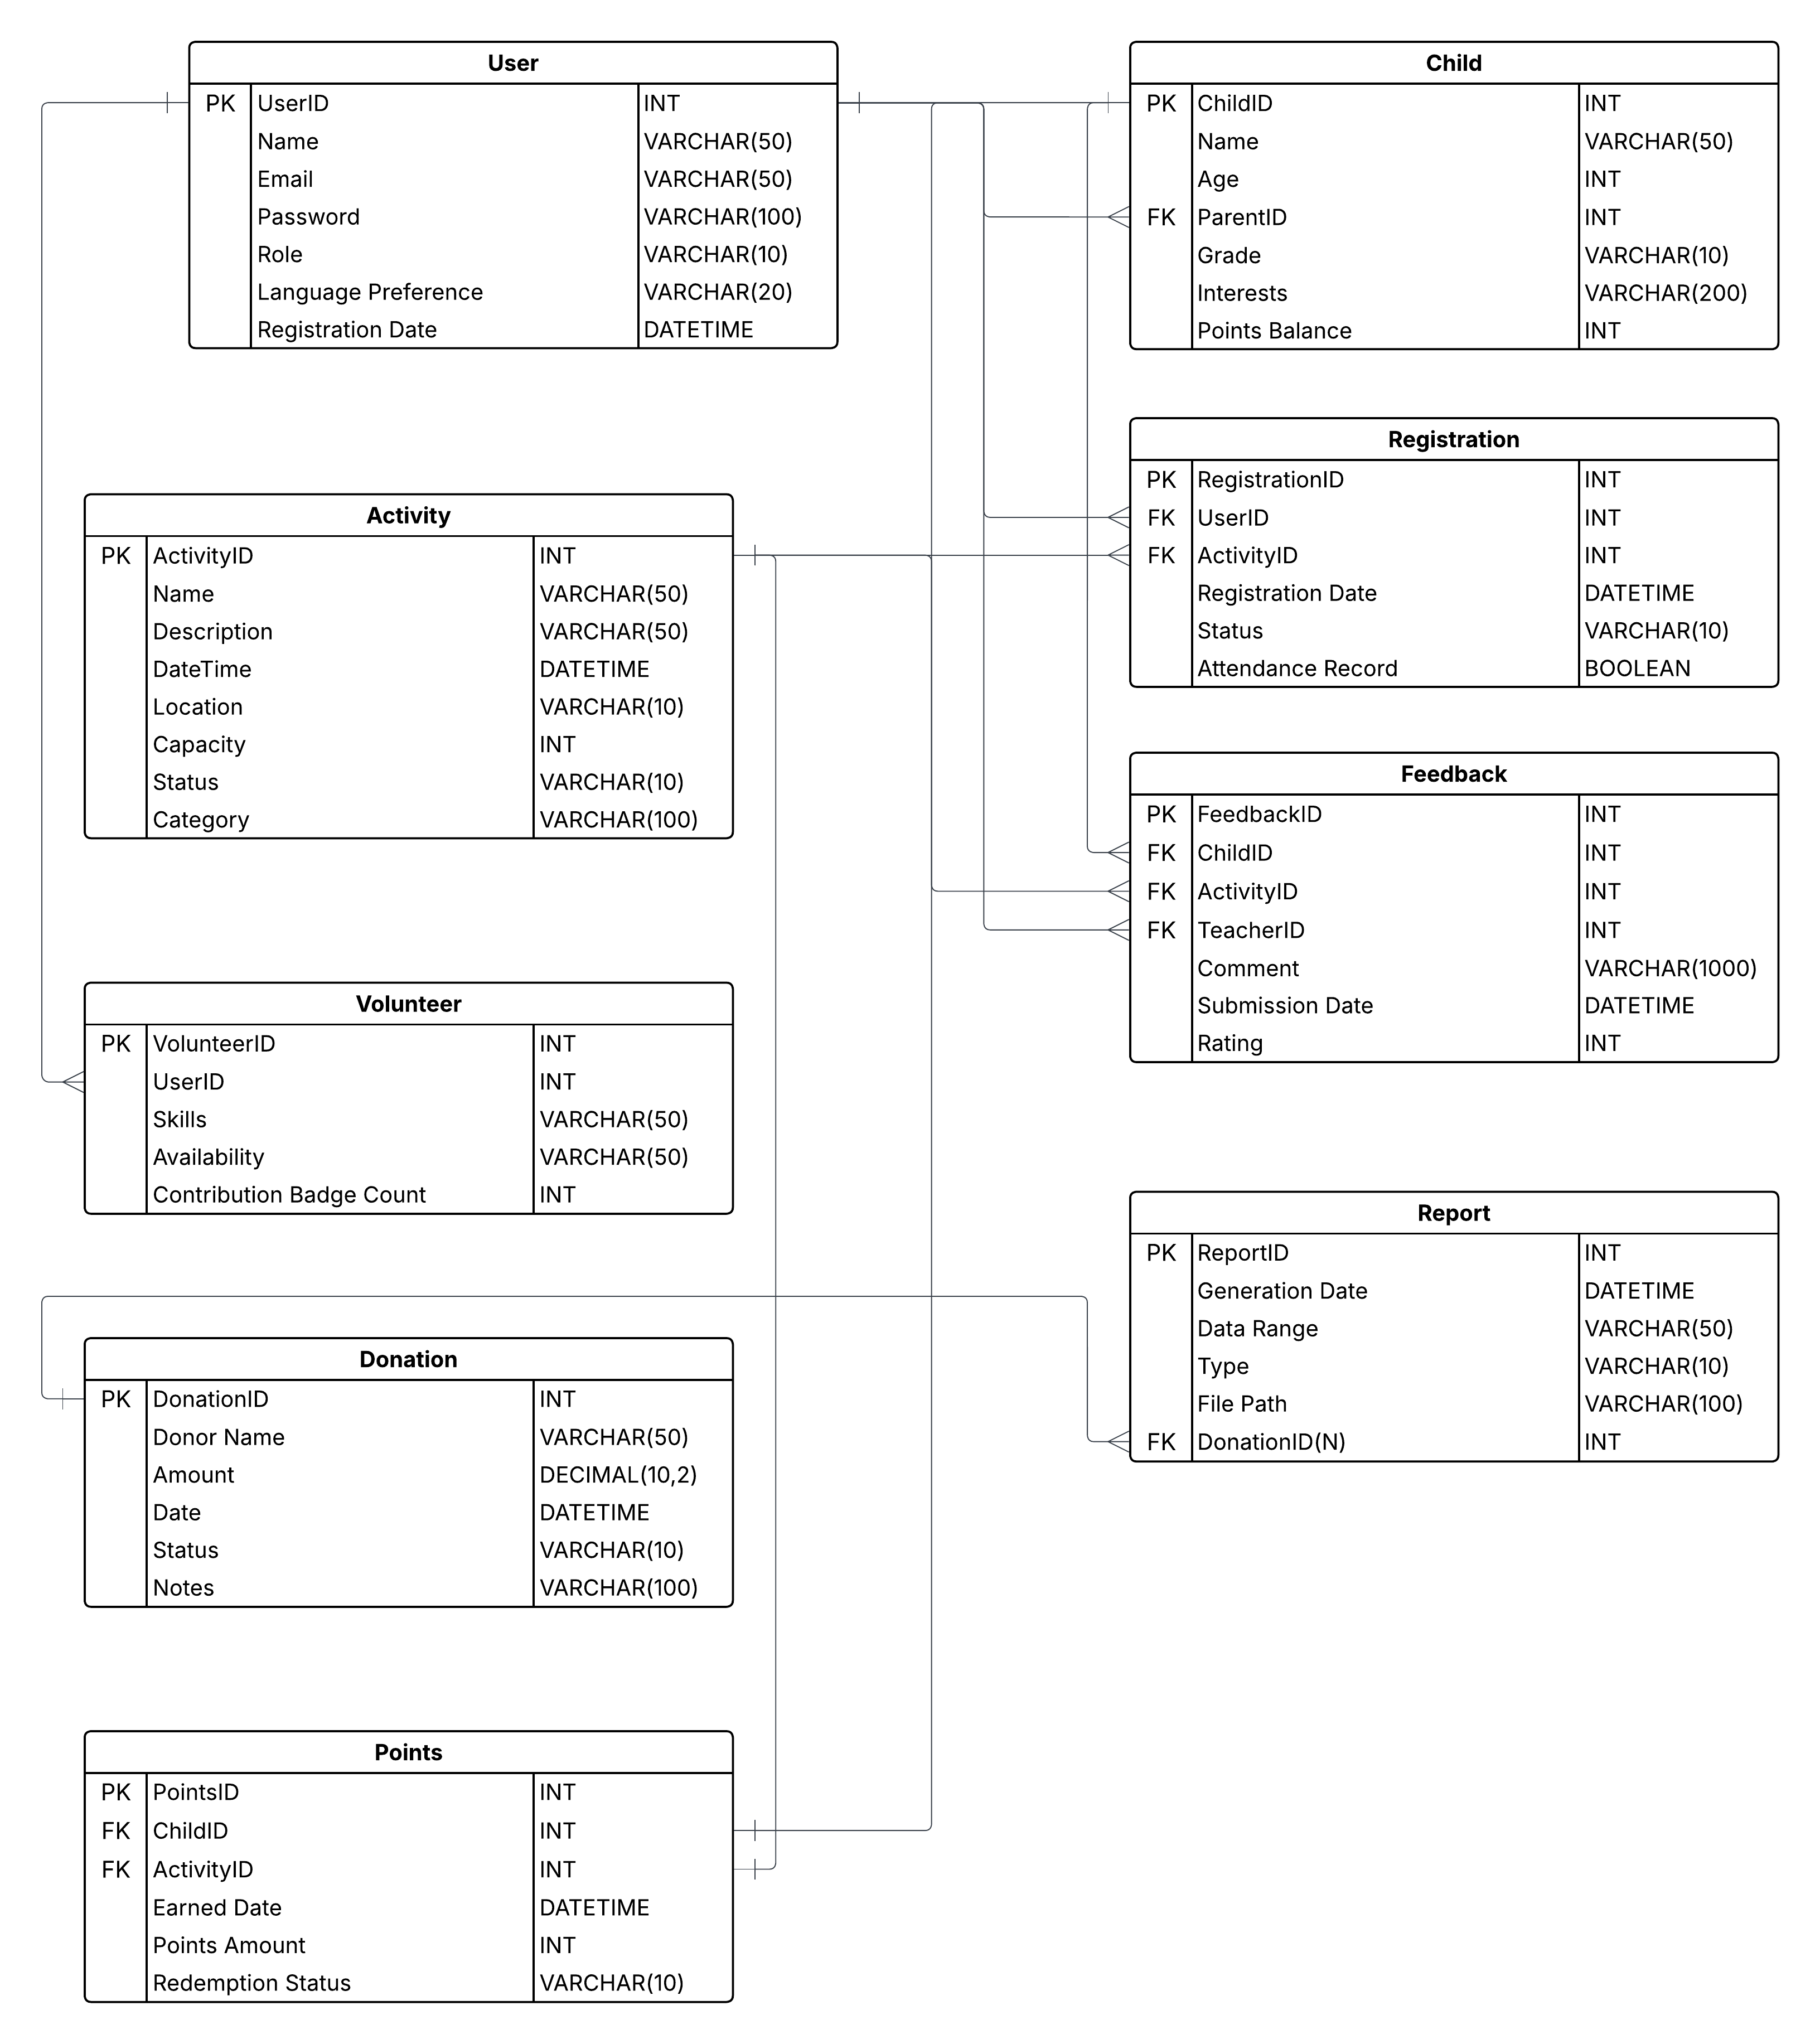 User
PK UserID INT
Name VARCHAR(50)
Email VARCHAR(50)
Password VARCHAR(100)
Role VARCHAR(10)
Language Preference VARCHAR(20)
Registration Date DATETIME
Child
PK ChildID INT
Name VARCHAR(50)
Age INT
FK ParentID INT
Grade VARCHAR(10)
Interests VARCHAR(200)
Points Balance INT
Registration
PK RegistrationID INT
FK UserID INT
FK ActivityID INT
Registration Date DATETIME
Status VARCHAR(10)
Attendance Record BOOLEAN
Activity
PK ActivityID INT
Name VARCHAR(50)
Description VARCHAR(50)
DateTime DATETIME
Location VARCHAR(10)
Capacity INT
Status VARCHAR(10)
Category VARCHAR(100)
Feedback
PK FeedbackID INT
FK ChildID INT
FK ActivityID INT
FK TeacherID INT
Comment VARCHAR(1000)
Submission Date DATETIME
Rating INT
Volunteer
PK VolunteerID INT
UserID INT
Skills VARCHAR(50)
Availability VARCHAR(50)
Contribution Badge Count INT
Report
PK ReportID INT
Generation Date DATETIME
Data Range VARCHAR(50)
Type VARCHAR(10)
File Path VARCHAR(100)
FK DonationID(N) INT
Donation
PK DonationID INT
Donor Name VARCHAR(50)
Amount DECIMAL(10,2)
Date DATETIME
Status VARCHAR(10)
Notes VARCHAR(100)
Points
PK PointsID INT
FK ChildID INT
FK ActivityID INT
Earned Date DATETIME
Points Amount INT
Redemption Status VARCHAR(10)